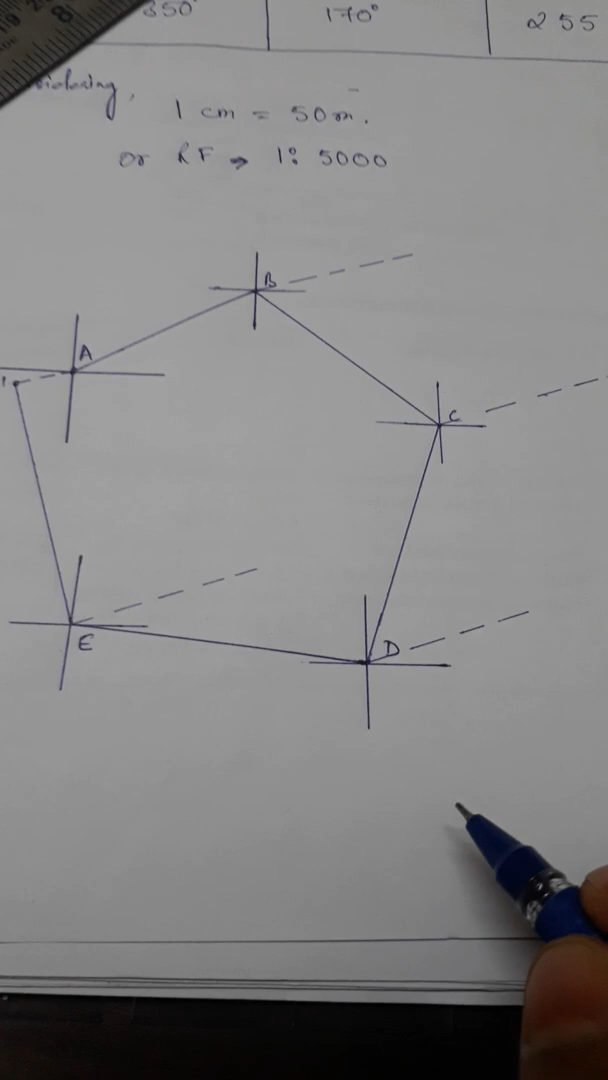 350° 170° 255
1 cm = 50 m.
or RF → 1: 5000
B
A
C
E
D